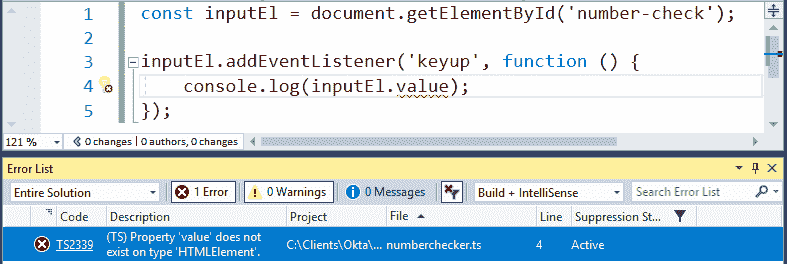 1 const inputEl = document.getElementById('number-check');
2
3 inputEl.addEventListener('keyup', function () {
4 console.log(inputEl.value);
5 });
121 % 0 changes | 0 authors, 0 changes
Error List
Entire Solution 1 Error 0 Warnings 0 Messages Build + IntelliSense Search Error List
Code Description Project File Line Suppression St...
TS2339 (TS) Property 'value' does not exist on type 'HTMLElement'. C:\Clients\Okta\... numberchecker.ts 4 Active